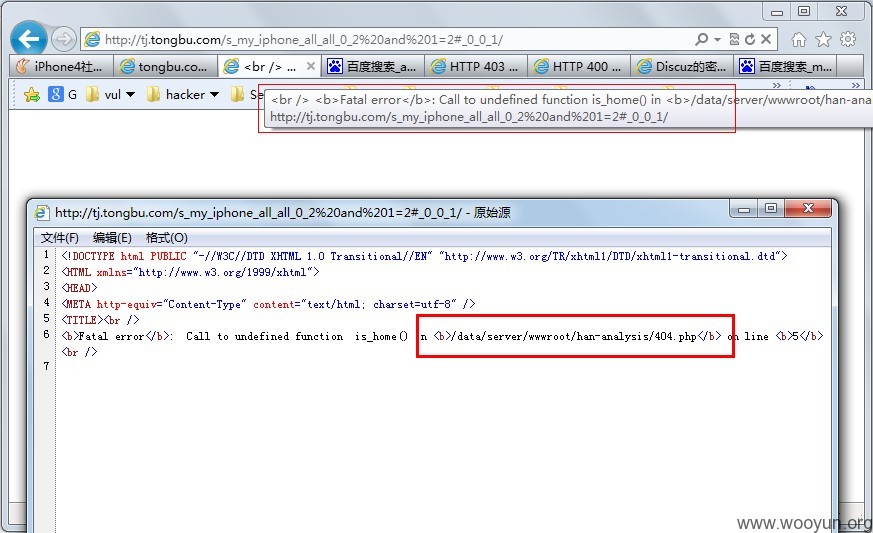 http://tj.tongbu.com/s_my_iphone_all_all_0_2%20and%201=2#_0_0_1/
iPhone4社... tongbu.co... <br /> ... 百度搜索_a... HTTP 403 ... HTTP 400 ... Discuz的密... 百度搜索_m...
G vul hacker Se
<br /> <b>Fatal error</b>: Call to undefined function is_home() in <b>/data/server/wwwroot/han-ana
http://tj.tongbu.com/s_my_iphone_all_all_0_2%20and%201=2#_0_0_1/
http://tj.tongbu.com/s_my_iphone_all_all_0_2%20and%201=2#_0_0_1/ - 原始源
文件(F) 编辑(E) 格式(O)
1 <!DOCTYPE html PUBLIC "-//W3C//DTD XHTML 1.0 Transitional//EN" "http://www.w3.org/TR/xhtml1/DTD/xhtml1-transitional.dtd">
2 <HTML xmlns="http://www.w3.org/1999/xhtml">
3 <HEAD>
4 <META http-equiv="Content-Type" content="text/html; charset=utf-8" />
5 <TITLE><br />
6 <b>Fatal error</b>: Call to undefined function is_home() in <b>/data/server/wwwroot/han-analysis/404.php</b> on line <b>5</b>
<br />
7
www.wooyun.org